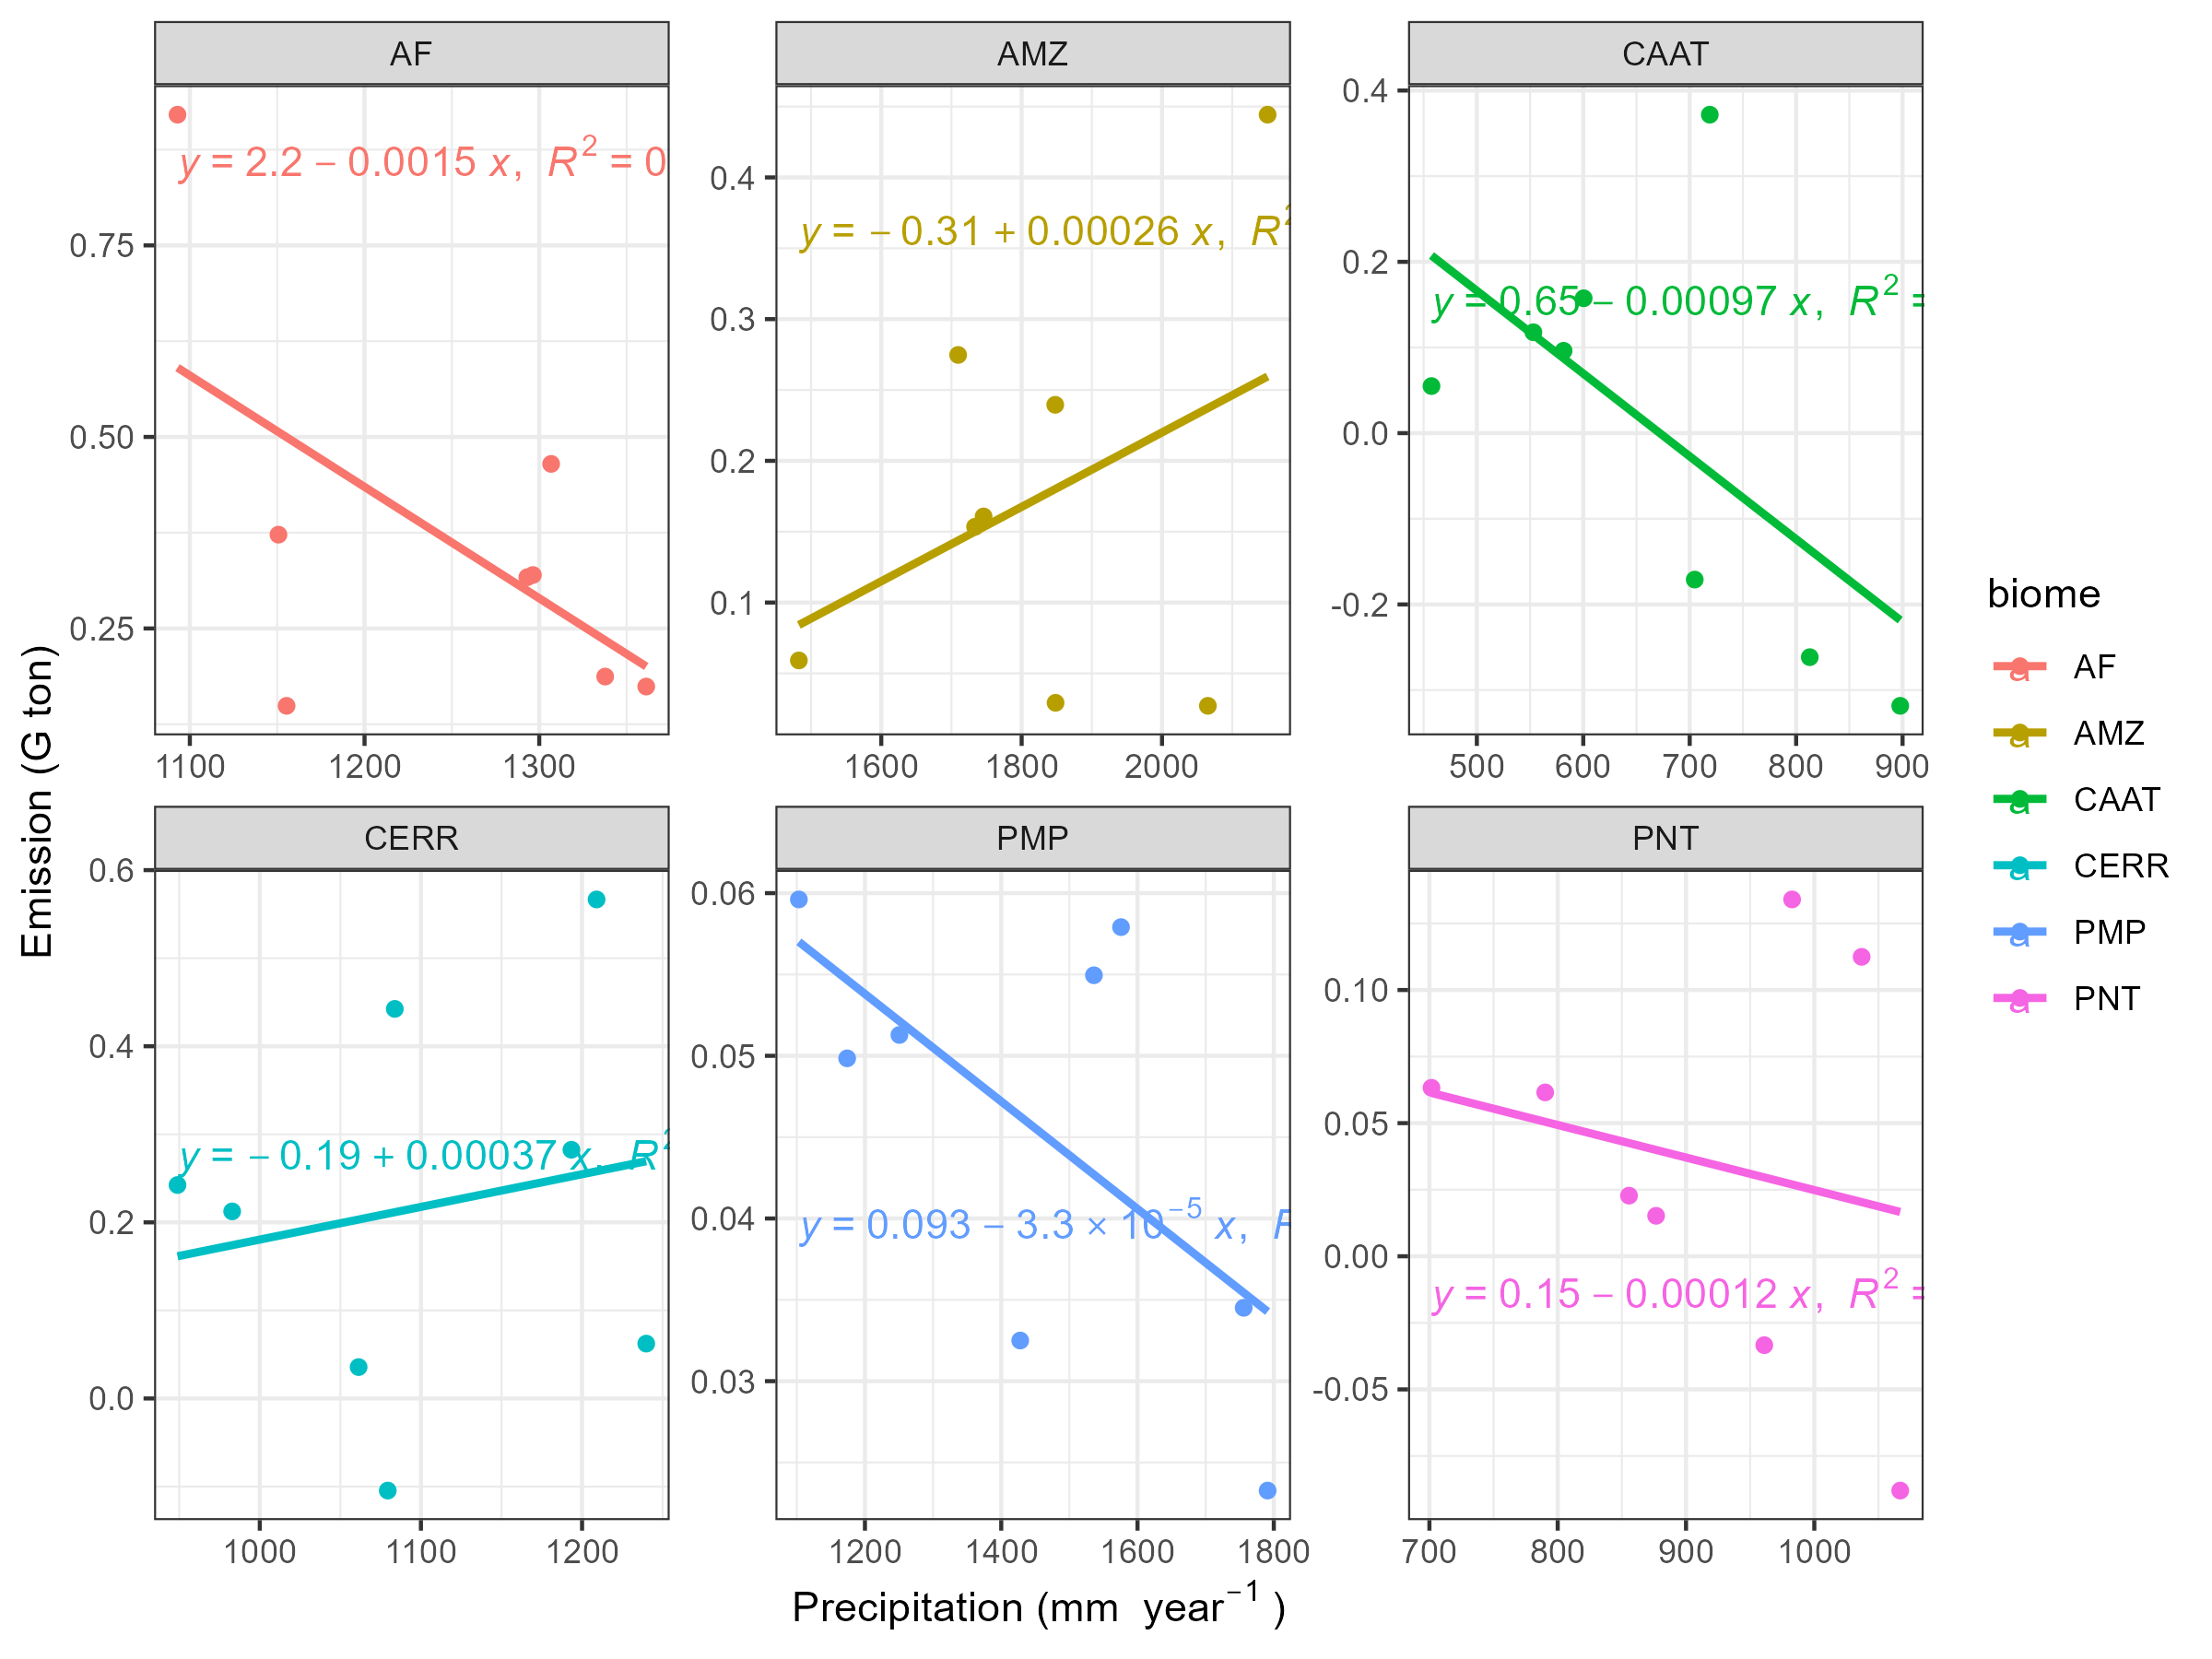 AF
y = 2.2 − 0.0015 x, R² = 0
0.75
0.50
0.25
1100 1200 1300
AMZ
y = − 0.31 + 0.00026 x, R²
0.4
0.3
0.2
0.1
1600 1800 2000
CAAT
y = 0.65 − 0.00097 x, R² =
0.4
0.2
0.0
-0.2
500 600 700 800 900
CERR
y = − 0.19 + 0.00037 x, R²
0.6
0.4
0.2
0.0
1000 1100 1200
PMP
y = 0.093 − 3.3 × 10⁻⁵ x, R
0.06
0.05
0.04
0.03
1200 1400 1600 1800
PNT
y = 0.15 − 0.00012 x, R² =
0.10
0.05
0.00
-0.05
700 800 900 1000
Emission (G ton)
Precipitation (mm year⁻¹ )
biome
a AF
a AMZ
a CAAT
a CERR
a PMP
a PNT